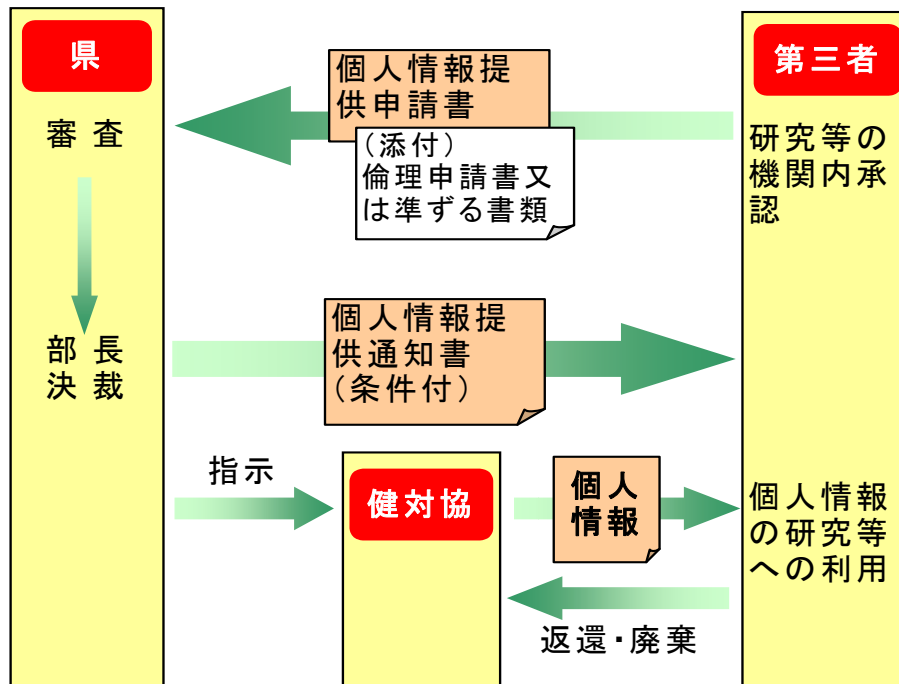 県
第三者
個人情報提
供申請書
（添付）
倫理申請書又
は準ずる書類
審査
研究等の
機関内承
認
部長
決裁
個人情報提
供通知書
（条件付）
指示
健対協
個人
情報
個人情報
の研究等
への利用
返還・廃棄